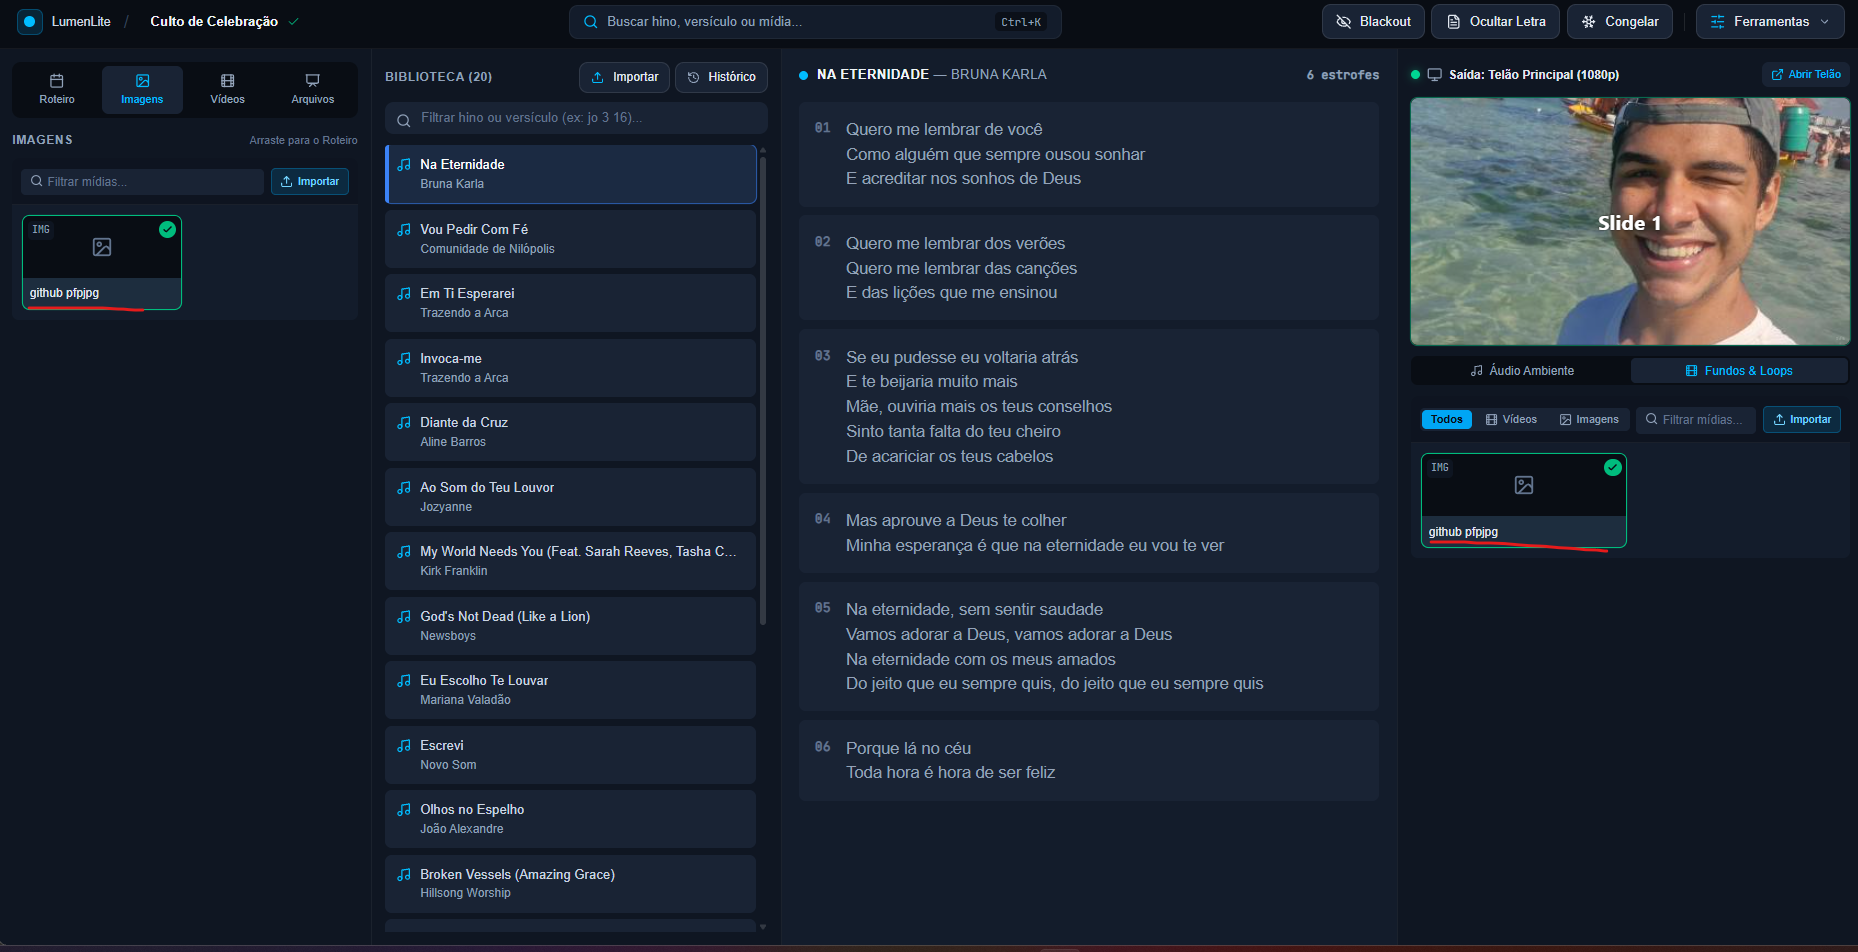 LumenLite / Culto de Celebração
Buscar hino, versículo ou mídia... Ctrl+K
Blackout
Ocultar Letra
Congelar
Ferramentas
Roteiro
Imagens
Vídeos
Arquivos
IMAGENS
Arraste para o Roteiro
Filtrar mídias...
Importar
IMG
github pfpjpg
BIBLIOTECA (20)
Importar
Histórico
Filtrar hino ou versículo (ex: jo 3 16)...
Na Eternidade
Bruna Karla
Vou Pedir Com Fé
Comunidade de Nilópolis
Em Ti Esperarei
Trazendo a Arca
Invoca-me
Trazendo a Arca
Diante da Cruz
Aline Barros
Ao Som do Teu Louvor
Jozyanne
My World Needs You (Feat. Sarah Reeves, Tasha C...
Kirk Franklin
God's Not Dead (Like a Lion)
Newsboys
Eu Escolho Te Louvar
Mariana Valadão
Escrevi
Novo Som
Olhos no Espelho
João Alexandre
Broken Vessels (Amazing Grace)
Hillsong Worship
NA ETERNIDADE — BRUNA KARLA
6 estrofes
01
Quero me lembrar de você
Como alguém que sempre ousou sonhar
E acreditar nos sonhos de Deus
02
Quero me lembrar dos verões
Quero me lembrar das canções
E das lições que me ensinou
03
Se eu pudesse eu voltaria atrás
E te beijaria muito mais
Mãe, ouviria mais os teus conselhos
Sinto tanta falta do teu cheiro
De acariciar os teus cabelos
04
Mas aprouve a Deus te colher
Minha esperança é que na eternidade eu vou te ver
05
Na eternidade, sem sentir saudade
Vamos adorar a Deus, vamos adorar a Deus
Na eternidade com os meus amados
Do jeito que eu sempre quis, do jeito que eu sempre quis
06
Porque lá no céu
Toda hora é hora de ser feliz
Saída: Telão Principal (1080p)
Abrir Telão
Slide 1
Áudio Ambiente
Fundos & Loops
Todos
Vídeos
Imagens
Filtrar mídias...
Importar
IMG
github pfpjpg